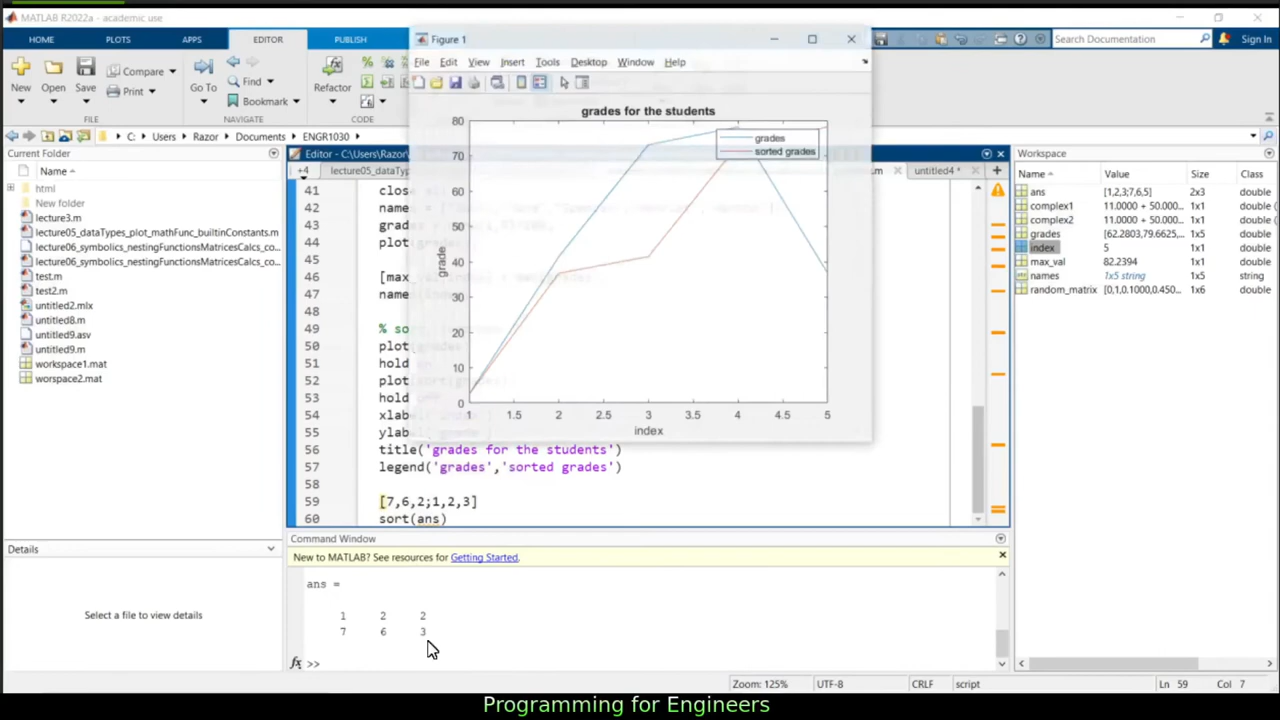 MATLAB R2022a - academic use
HOME PLOTS APPS EDITOR PUBLISH
Search Documentation Sign In
New Open Save Compare Print Go To Find Bookmark Refactor
FILE NAVIGATE CODE
C: Users Razor Documents ENGR1030
Figure 1
File Edit View Insert Tools Desktop Window Help
grades for the students
grades
sorted grades
80
70
60
50
40
30
20
10
0
1 1.5 2 2.5 3 3.5 4 4.5 5
index
grade
Current Folder
Name
html
New folder
lecture3.m
lecture05_dataTypes_plot_mathFunc_builtinConstants.m
lecture06_symbolics_nestingFunctionsMatricesCalcs_co...
lecture06_symbolics_nestingFunctionsMatricesCalcs_co...
test.m
test2.m
untitled2.mlx
untitled8.m
untitled9.asv
untitled9.m
workspace1.mat
worspace2.mat
Details
Select a file to view details
Editor - C:\Users\Razor\
+4 lecture05_dataTyp .m untitled4 * +
41
42 names = [
43
44 plot(
45
46 [max
47 names
48
49 % so
50 plot(
51 hold
52 plot(sort(grades)
53 hold
54 xlabel
55 ylabel
56 title('grades for the students')
57 legend('grades','sorted grades')
58
59 [7,6,2;1,2,3]
60 sort(ans)
Command Window
New to MATLAB? See resources for Getting Started.
ans =
1 2 2
7 6 3
fx >>
Workspace
Name Value Size Class
ans [1,2,3;7,6,5] 2x3 double
complex1 11.0000 + 50.000... 1x1 double (
complex2 11.0000 + 50.000... 1x1 double (
grades [62.2803,79.6625,... 1x5 double
index 5 1x1 double
max_val 82.2394 1x1 double
names 1x5 string 1x5 string
random_matrix [0,1,0.1000,0.450... 1x6 double
Zoom: 125% UTF-8 CRLF script Ln 59 Col 7
Programming for Engineers